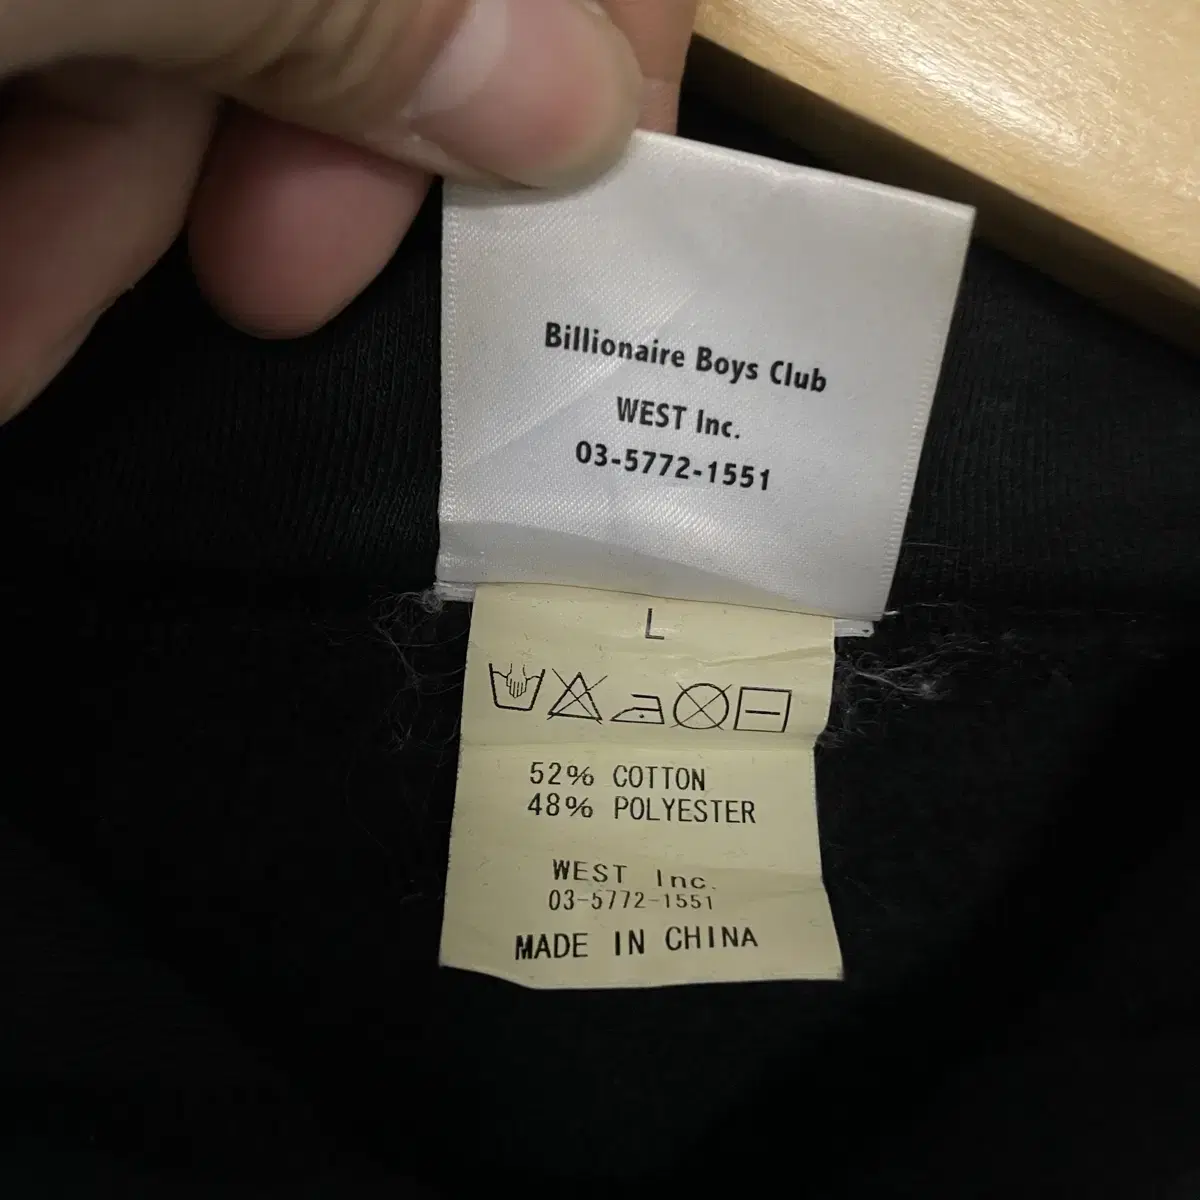 Billionaire Boys Club
WEST Inc.
03-5772-1551
L
52% COTTON
48% POLYESTER
WEST Inc.
03-5772-1551
MADE IN CHINA